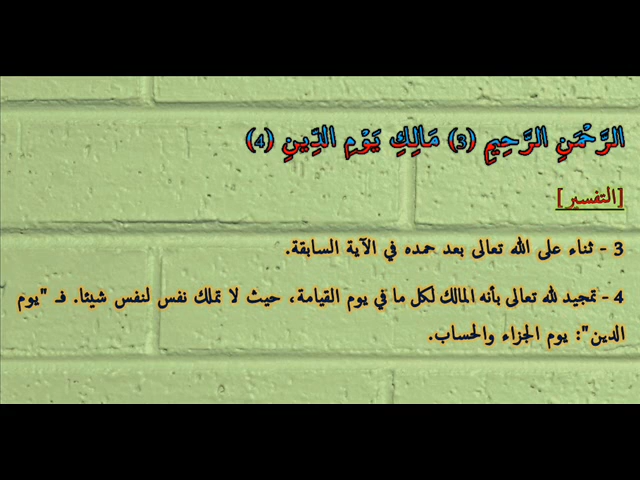 الرَّحْمَنِ الرَّحِيمِ (3) مَالِكِ يَوْمِ الدِّينِ (4)
[التفسير]
3 - ثناء على الله تعالى بعد حمده في الآية السابقة.
4 - تمجيد لله تعالى بأنه المالك لكل ما في يوم القيامة، حيث لا تملك نفس لنفس شيئا. فـ "يوم
الدين": يوم الجزاء والحساب.